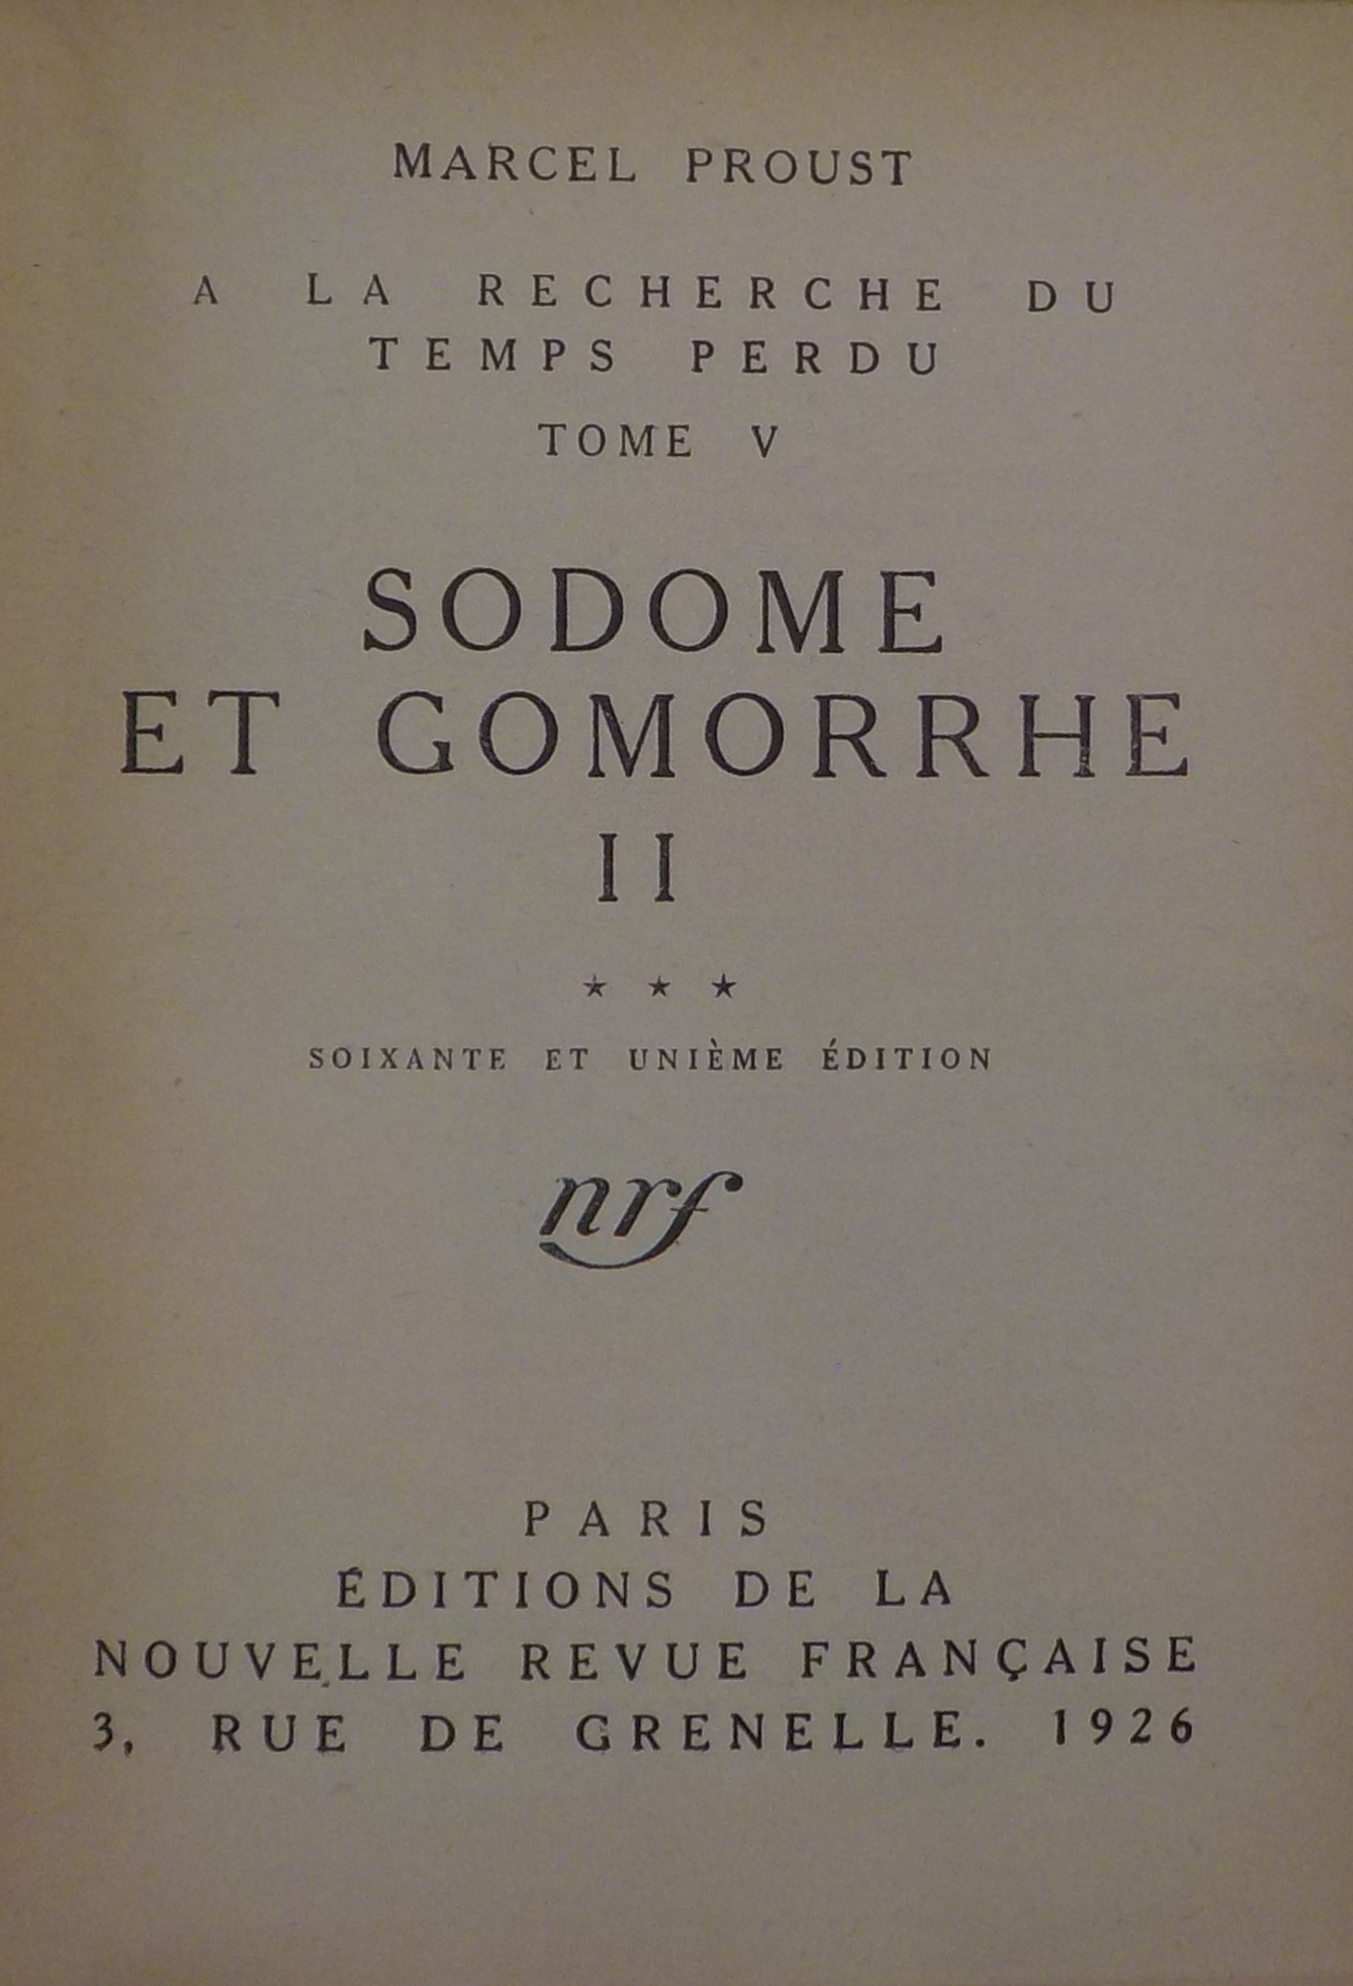 MARCEL PROUST
A LA RECHERCHE DU
TEMPS PERDU
TOME V
SODOME
ET GOMORRHE
II
★ ★ ★
SOIXANTE ET UNIÈME ÉDITION
nrf
PARIS
ÉDITIONS DE LA
NOUVELLE REVUE FRANÇAISE
3, RUE DE GRENELLE. 1926